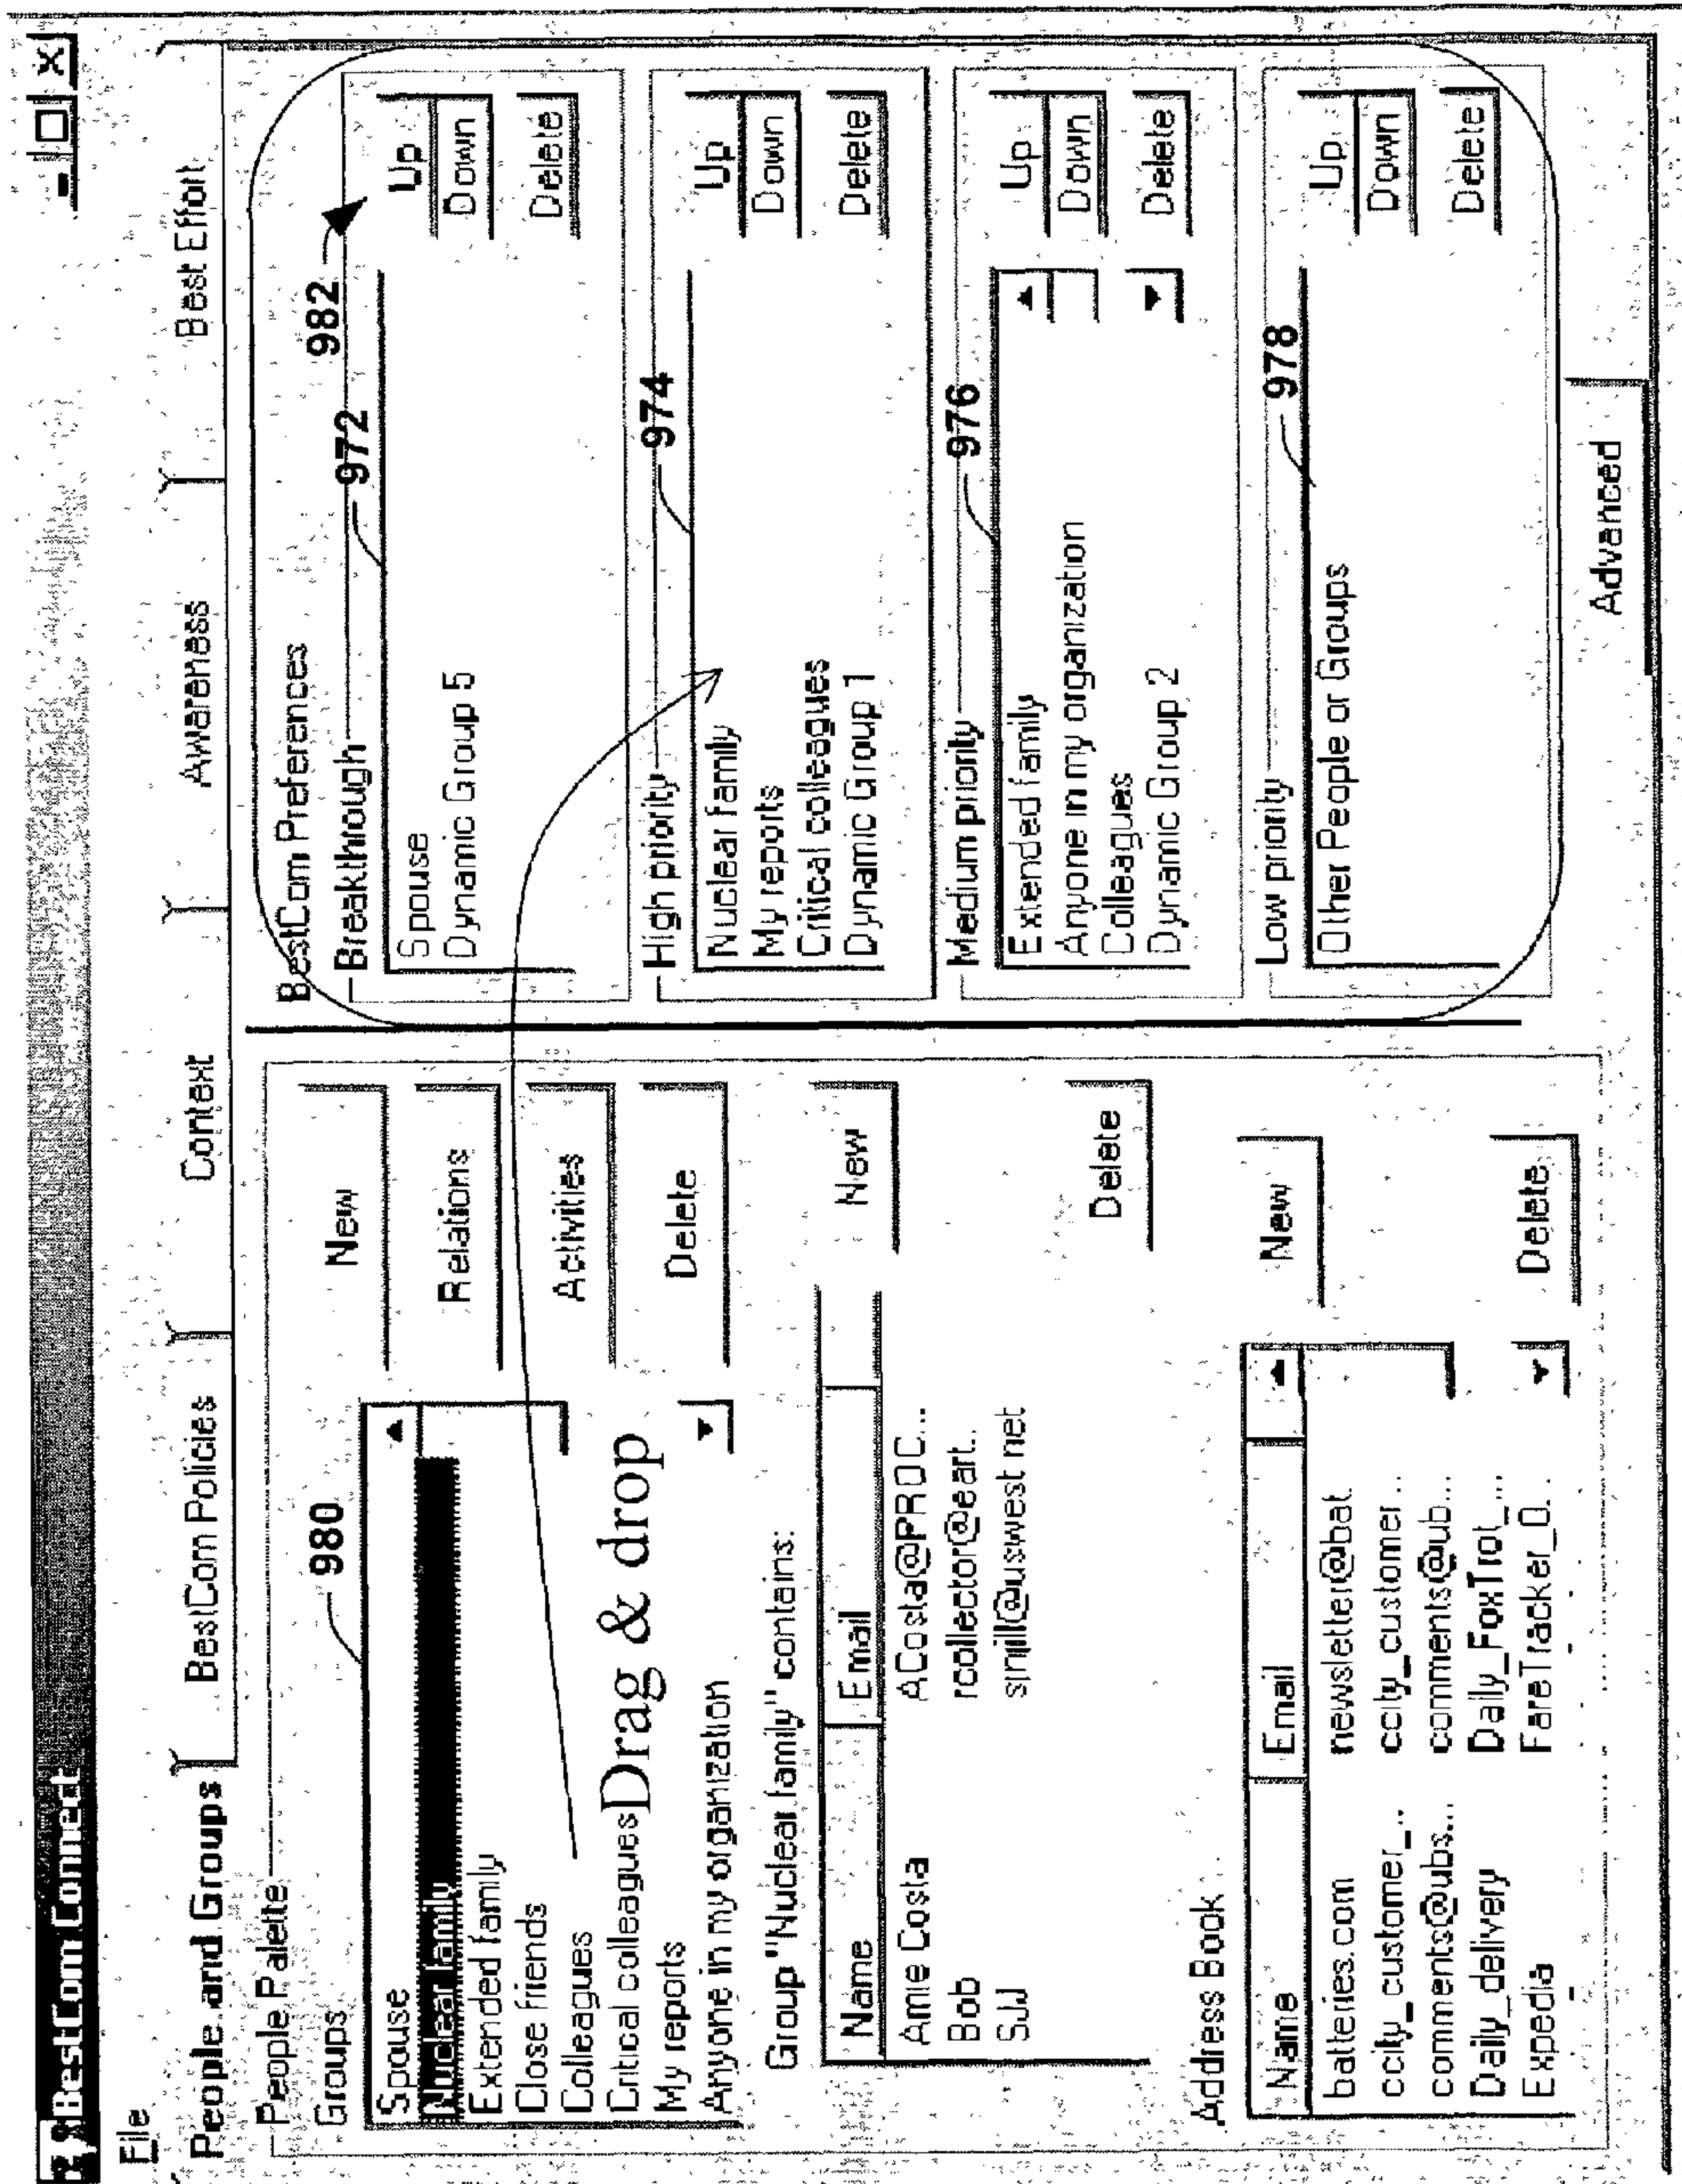 BestCom Connect
File
People and Groups
BestCom Policies
Context
Awareness
Best Effort
People Palette
Groups
980
Spouse
Nuclear family
Extended family
Close friends
Colleagues
Critical colleagues
My reports
Anyone in my organization
Drag & drop
New
Relations
Activities
Delete
Group "Nuclear family" contains:
Name Email
Amie Costa ACosta@PROC...
Bob rcollector@eart..
SJJ sjnjll@uswest net
New
Delete
Address Book
Name Email
batteries.com newsletter@bat
ccity_customer_... ccity_customer...
comments@ubs... comments@ub...
Daily_delivery Daily_FoxTrot_...
Expedia FareTracker_0..
New
Delete
BestCom Preferences
Breakthrough 972 982
Spouse
Dynamic Group 5
Up
Down
Delete
High priority 974
Nuclear family
My reports
Critical colleagues
Dynamic Group 1
Up
Down
Delete
Medium priority 976
Extended family
Anyone in my organization
Colleagues
Dynamic Group 2
Up
Down
Delete
Low priority 978
Other People or Groups
Up
Down
Delete
Advanced